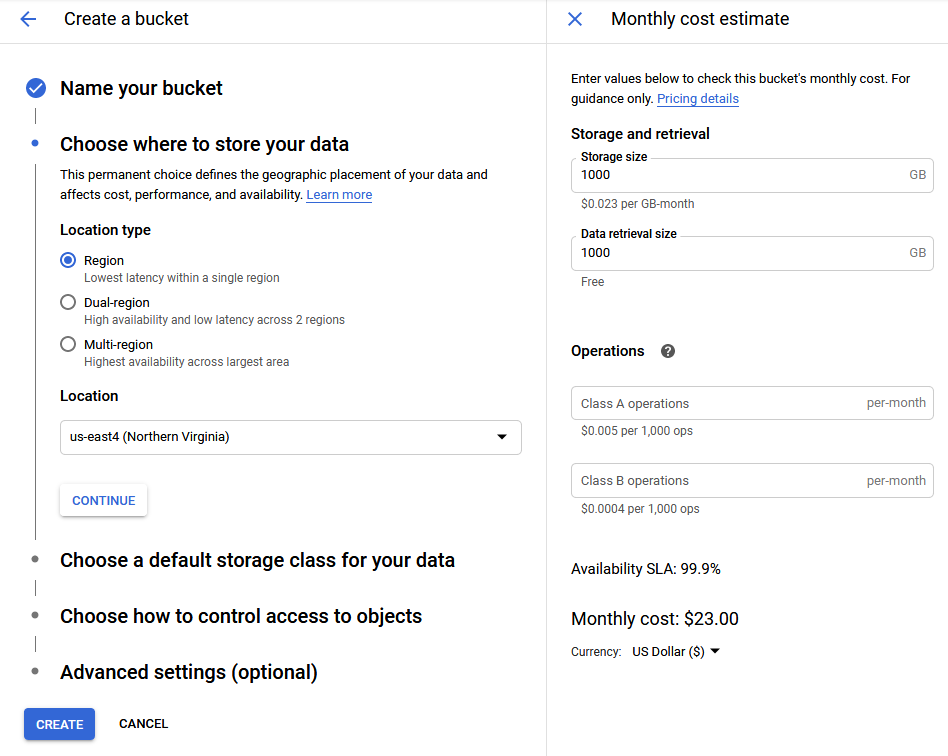 Create a bucket
Name your bucket
Choose where to store your data
This permanent choice defines the geographic placement of your data and
affects cost, performance, and availability. Learn more
Location type
Region
Lowest latency within a single region
Dual-region
High availability and low latency across 2 regions
Multi-region
Highest availability across largest area
Location
us-east4 (Northern Virginia)
CONTINUE
Choose a default storage class for your data
Choose how to control access to objects
Advanced settings (optional)
CREATE CANCEL
Monthly cost estimate
Enter values below to check this bucket's monthly cost. For
guidance only. Pricing details
Storage and retrieval
Storage size
1000 GB
$0.023 per GB-month
Data retrieval size
1000 GB
Free
Operations ?
Class A operations per-month
$0.005 per 1,000 ops
Class B operations per-month
$0.0004 per 1,000 ops
Availability SLA: 99.9%
Monthly cost: $23.00
Currency: US Dollar ($)